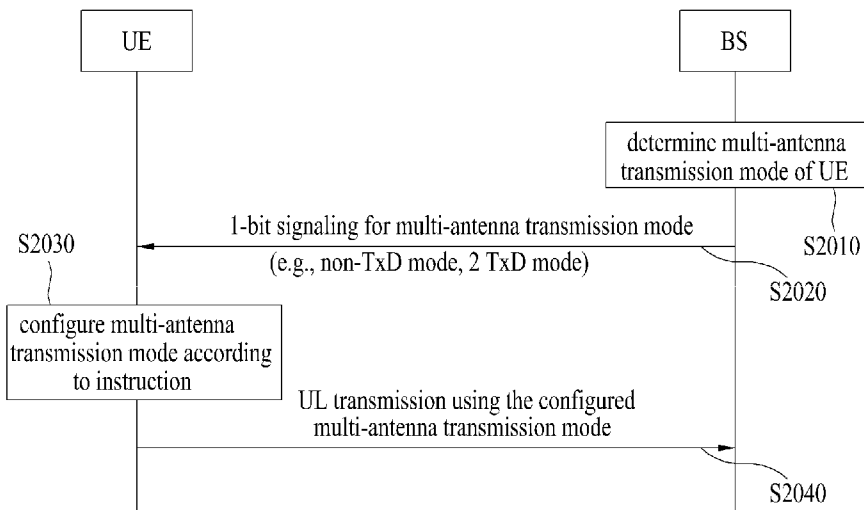 UE
BS
determine multi-antenna
transmission mode of UE
S2010
1-bit signaling for multi-antenna transmission mode
(e.g., non-TxD mode, 2 TxD mode)
S2020
S2030
configure multi-antenna
transmission mode according
to instruction
UL transmission using the configured
multi-antenna transmission mode
S2040